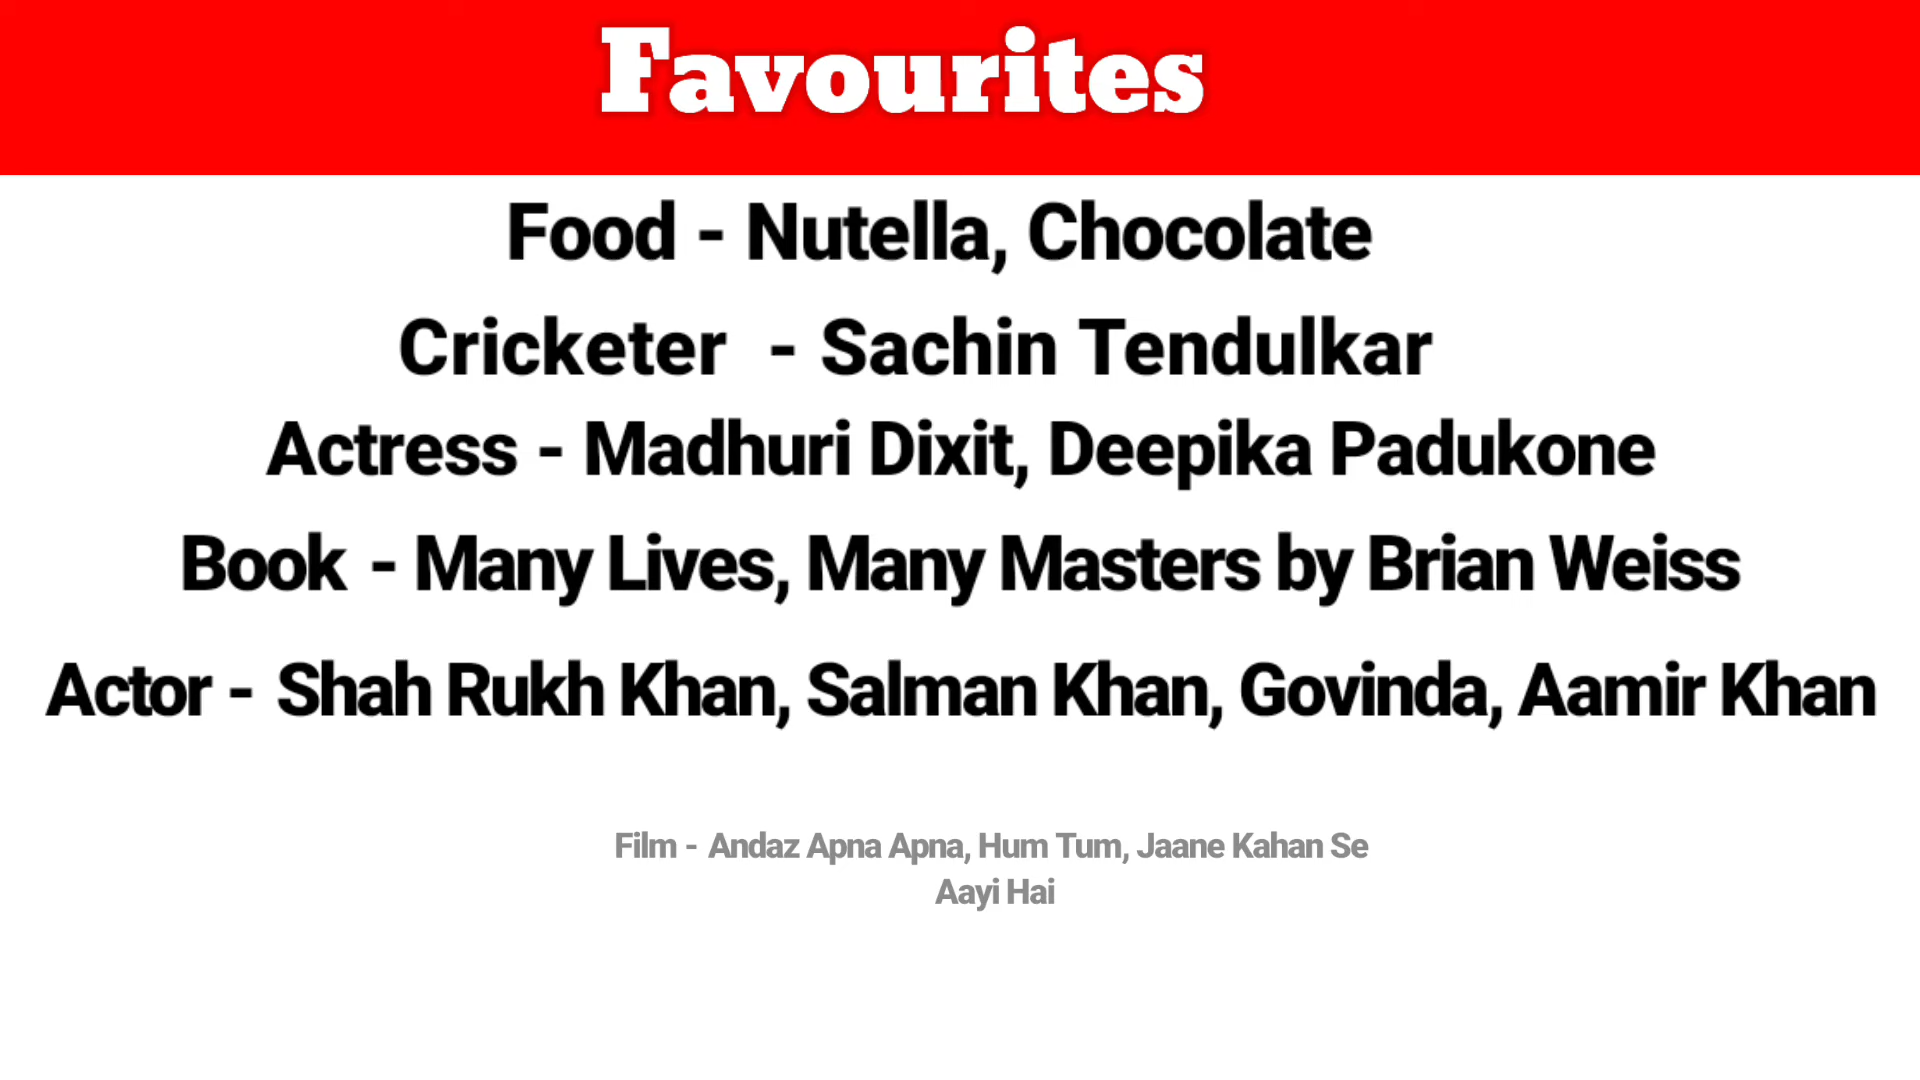 Favourites
Food - Nutella, Chocolate
Cricketer - Sachin Tendulkar
Actress - Madhuri Dixit, Deepika Padukone
Book - Many Lives, Many Masters by Brian Weiss
Actor - Shah Rukh Khan, Salman Khan, Govinda, Aamir Khan
Film - Andaz Apna Apna, Hum Tum, Jaane Kahan Se
Aayi Hai